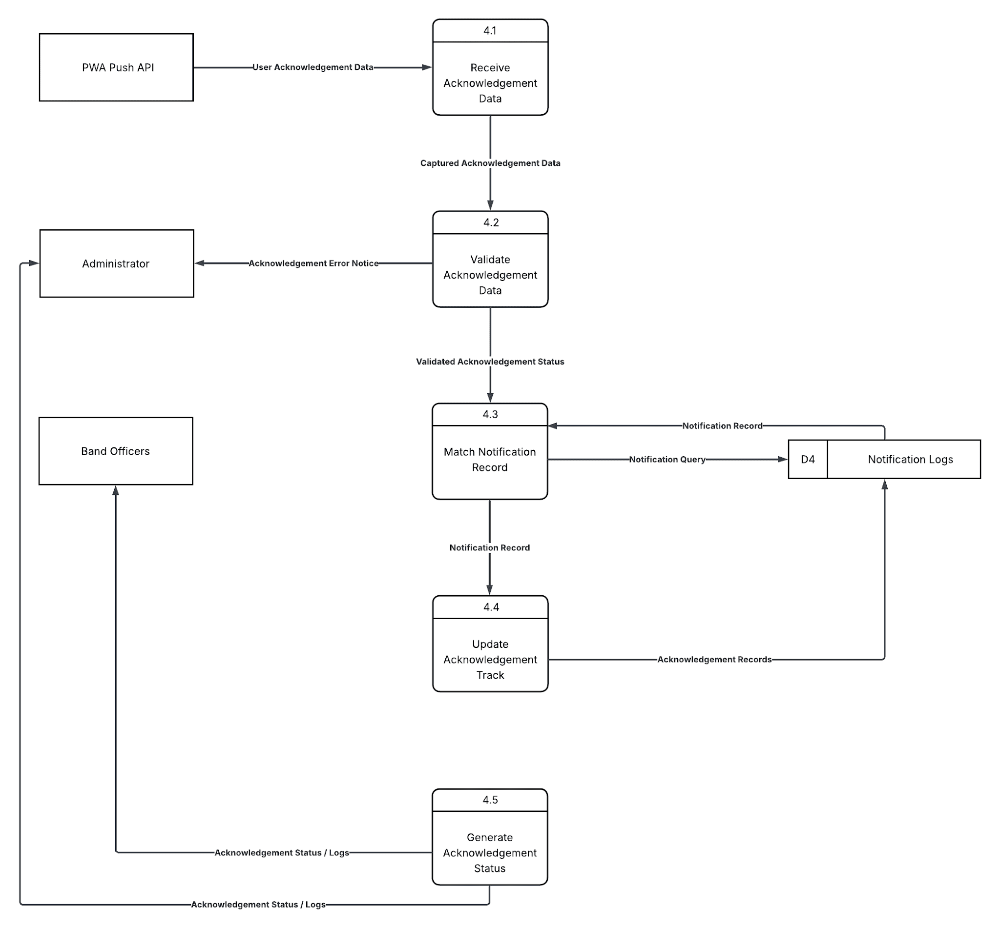 4.1
PWA Push API
User Acknowledgement Data
Receive
Acknowledgement
Data
Captured Acknowledgement Data
4.2
Administrator
Acknowledgement Error Notice
Validate
Acknowledgement
Data
Validated Acknowledgement Status
4.3
Notification Record
Band Officers
Match Notification
Record
Notification Query
D4
Notification Logs
Notification Record
4.4
Update
Acknowledgement
Track
Acknowledgement Records
4.5
Generate
Acknowledgement
Status
Acknowledgement Status / Logs
Acknowledgement Status / Logs